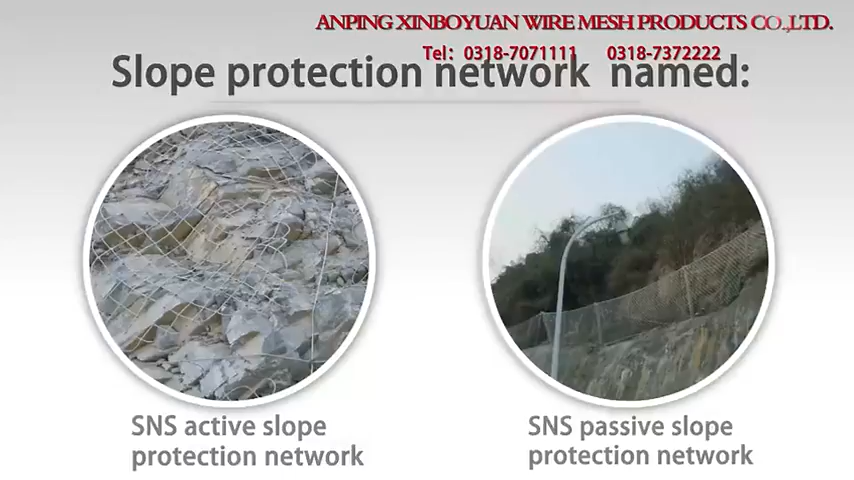 ANPING XINBOYUAN WIRE MESH PRODUCTS CO.,LTD.
Tel: 0318-7071111 0318-7372222
Slope protection network named:
SNS active slope
protection network
SNS passive slope
protection network